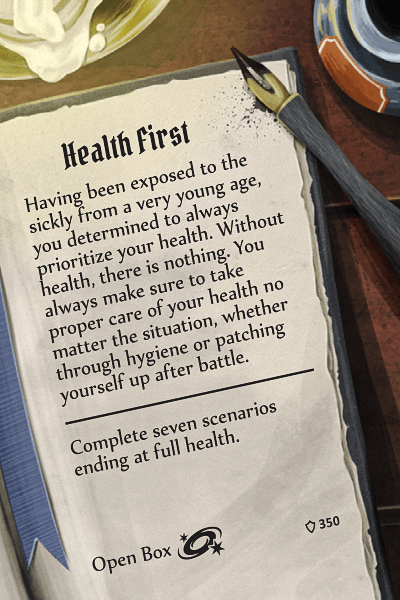 Health First
Having been exposed to the
sickly from a very young age,
you determined to always
prioritize your health. Without
health, there is nothing. You
always make sure to take
proper care of your health no
matter the situation, whether
through hygiene or patching
yourself up after battle.
Complete seven scenarios
ending at full health.
Open Box
350